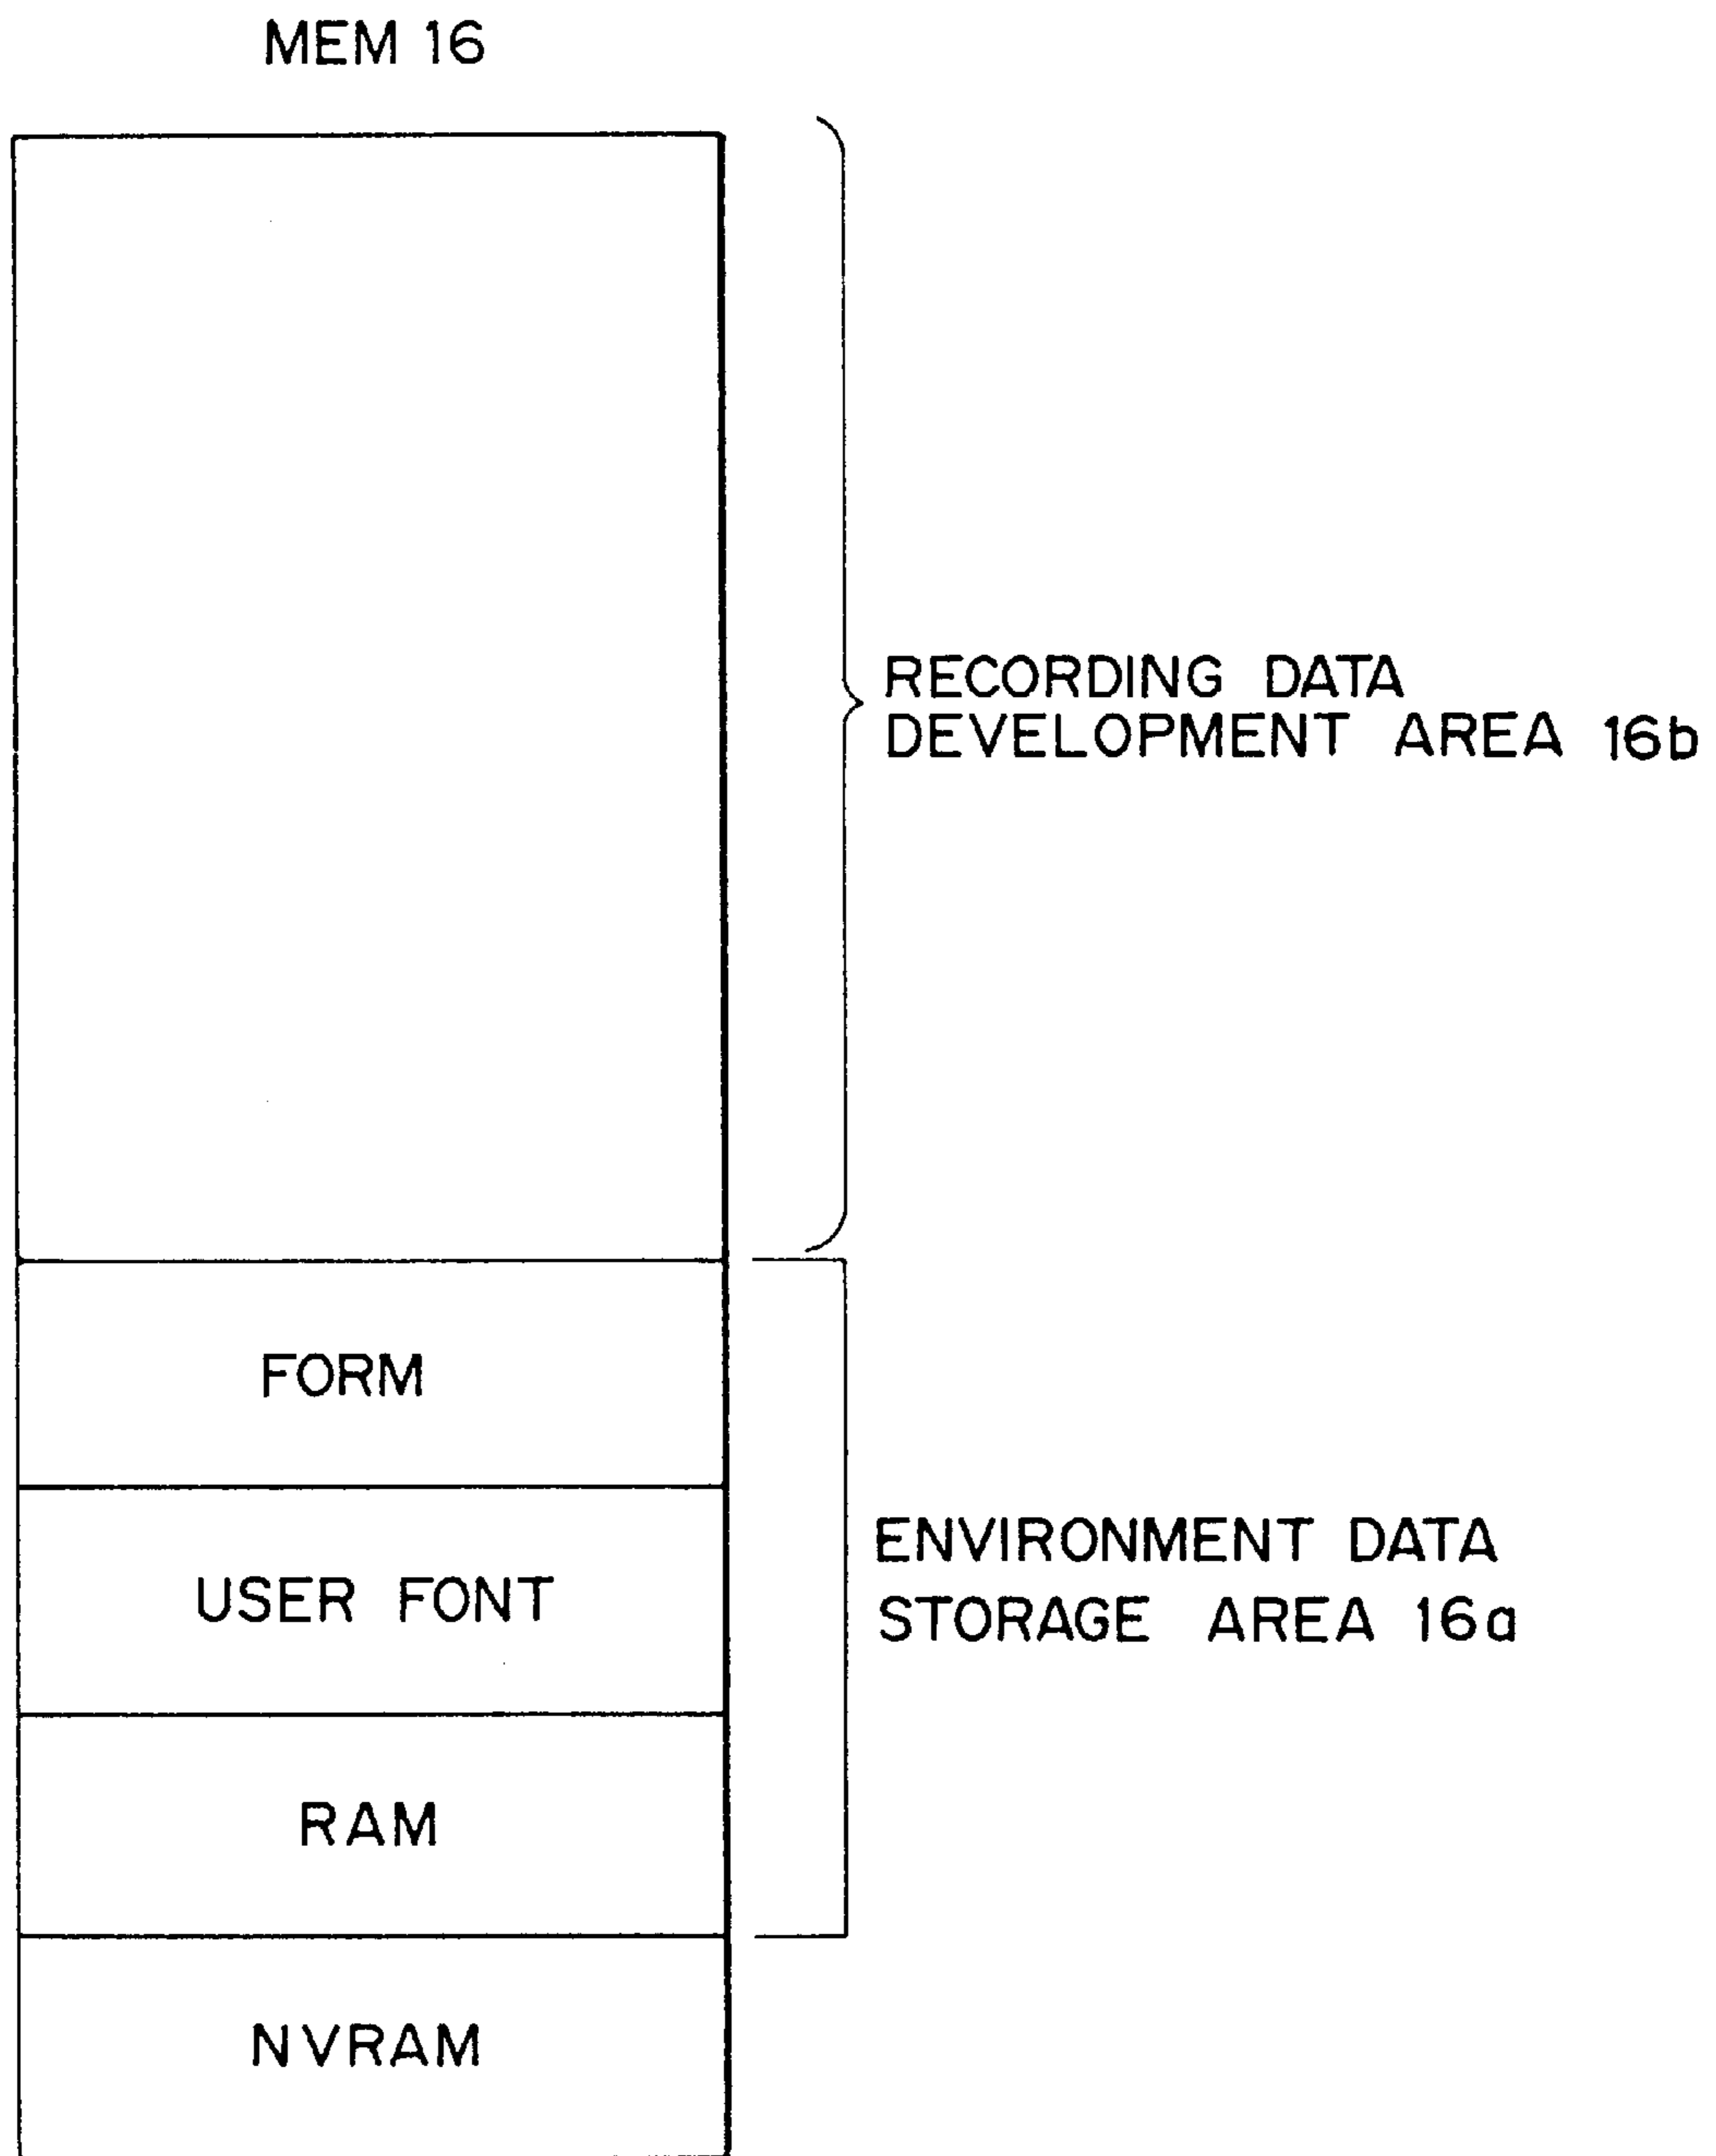 MEM 16
RECORDING DATA
DEVELOPMENT AREA 16b
FORM
USER FONT
ENVIRONMENT DATA
STORAGE AREA 16a
RAM
NVRAM